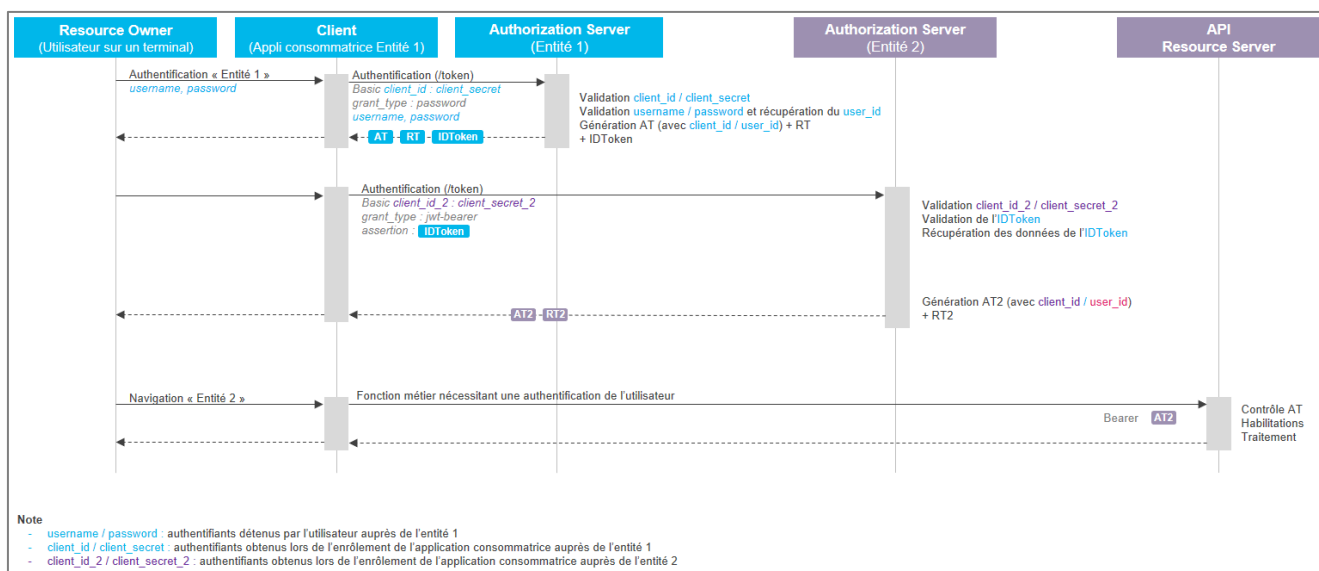 Resource Owner
(Utilisateur sur un terminal)
Client
(Appli consommatrice Entité 1)
Authorization Server
(Entité 1)
Authorization Server
(Entité 2)
API
Resource Server
Authentification « Entité 1 »
username, password
Authentification (/token)
Basic client_id : client_secret
grant_type : password
username, password
AT RT IDToken
Validation client_id / client_secret
Validation username / password et récupération du user_id
Génération AT (avec client_id / user_id) + RT
+ IDToken
Authentification (/token)
Basic client_id_2 : client_secret_2
grant_type : jwt-bearer
assertion : IDToken
Validation client_id_2 / client_secret_2
Validation de l'IDToken
Récupération des données de l'IDToken
AT2 RT2
Génération AT2 (avec client_id / user_id)
+ RT2
Navigation « Entité 2 »
Fonction métier nécessitant une authentification de l'utilisateur
Bearer AT2
Contrôle AT
Habilitations
Traitement
Note
- username / password : authentifiants détenus par l'utilisateur auprès de l'entité 1
- client_id / client_secret : authentifiants obtenus lors de l'enrôlement de l'application consommatrice auprès de l'entité 1
- client_id_2 / client_secret_2 : authentifiants obtenus lors de l'enrôlement de l'application consommatrice auprès de l'entité 2